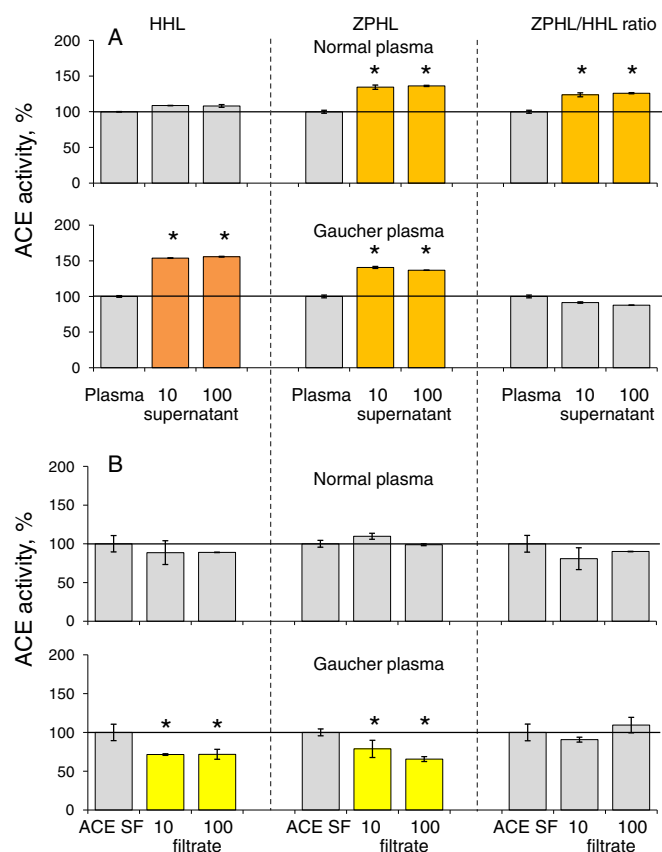 HHL ZPHL ZPHL/HHL ratio
A
Normal plasma
ACE activity, %
200
150
100
50
0
* * * *
Gaucher plasma
200
150
100
50
0
* * * *
Plasma 10 100 Plasma 10 100 Plasma 10 100
supernatant supernatant supernatant
B
Normal plasma
ACE activity, %
200
150
100
50
0
Gaucher plasma
200
150
100
50
0
* * * *
ACE SF 10 100 ACE SF 10 100 ACE SF 10 100
filtrate filtrate filtrate